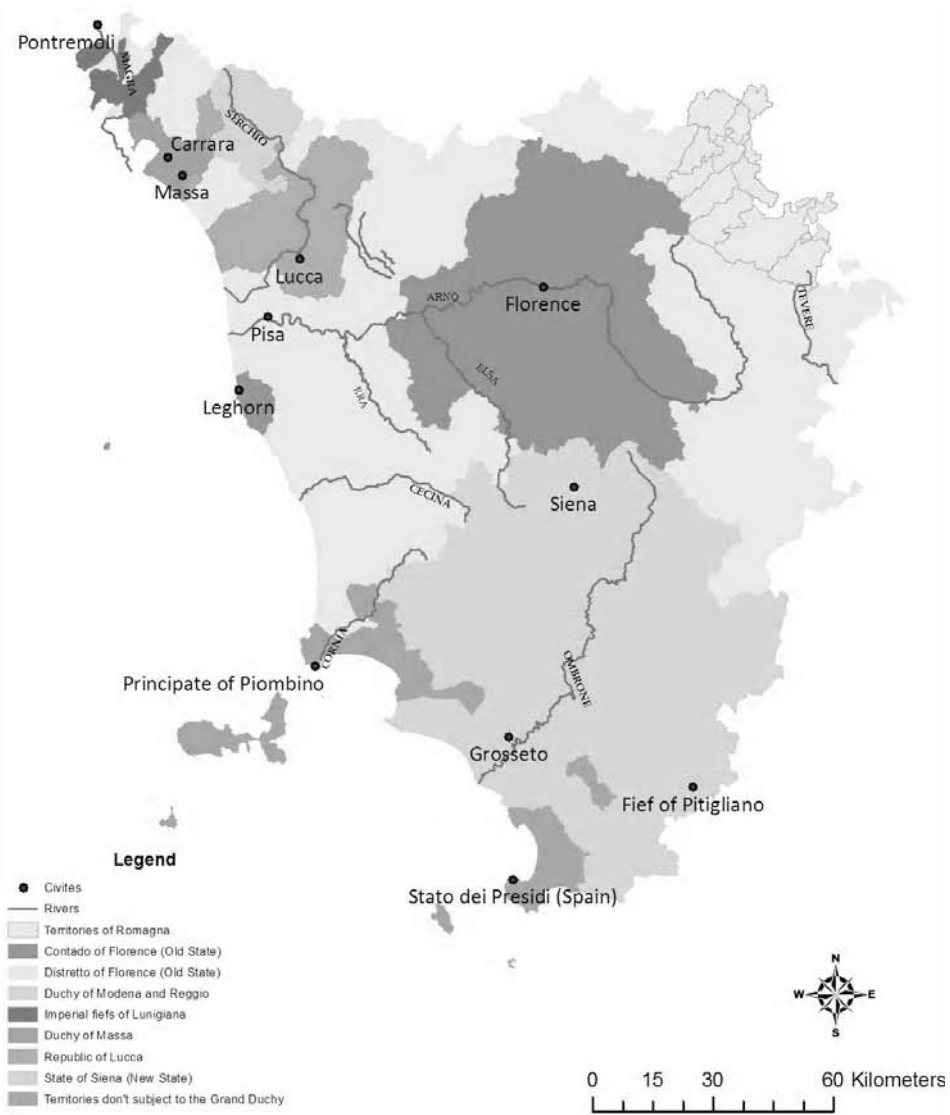 Pontremoli
MAGRA
SERCHIO
Carrara
Massa
Lucca
ARNO
Florence
TEVERE
Pisa
ELSA
ERA
Leghorn
CECINA
Siena
CORNIA
Principate of Piombino
OMBRONE
Grosseto
Fief of Pitigliano
Stato dei Presidi (Spain)
Legend
Civites
Rivers
Territories of Romagna
Contado of Florence (Old State)
Distretto of Florence (Old State)
Duchy of Modena and Reggio
Imperial fiefs of Lunigiana
Duchy of Massa
Republic of Lucca
State of Siena (New State)
Territories don't subject to the Grand Duchy
N
W E
S
0 15 30 60 Kilometers